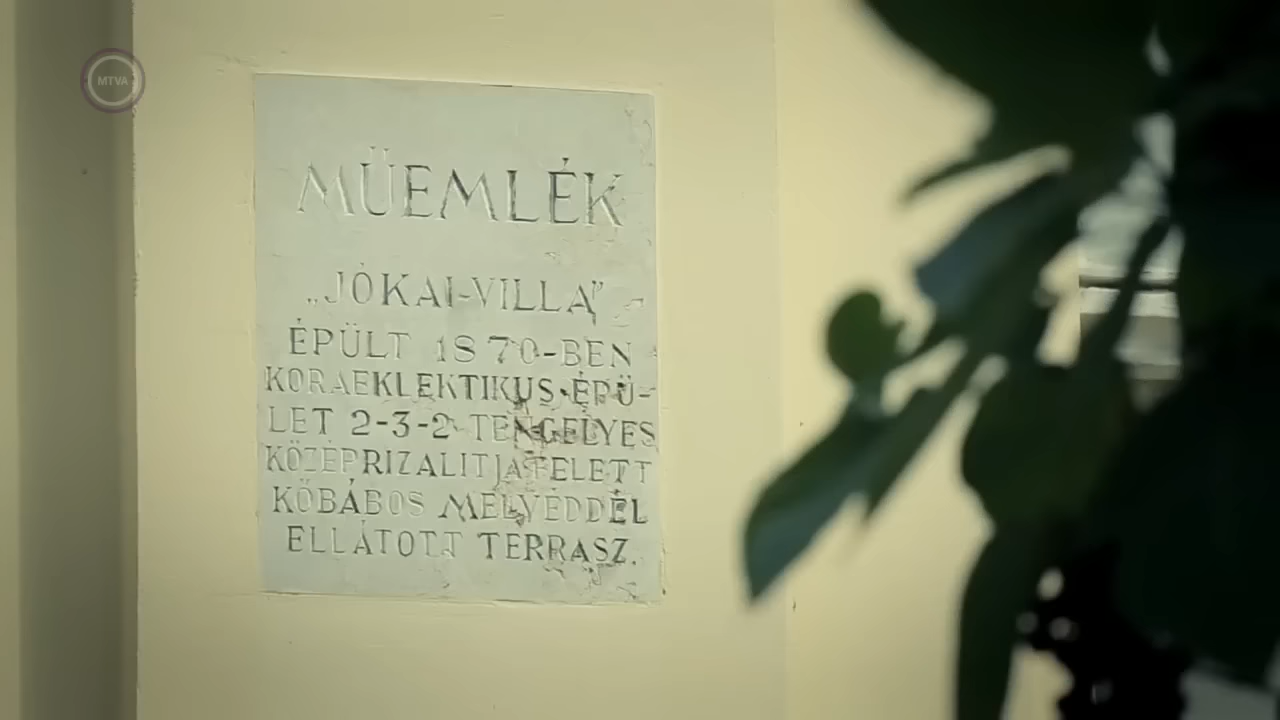 MTVA
MŰEMLÉK
„JÓKAI-VILLA”
ÉPÜLT 1870-BEN
KORAEKLEKTIKUS·ÉPÜ-
LET 2-3-2 TENGELYES
KÖZÉPRIZALITJA FELETT
KŐBÁBOS MELVÉDDEL
ELLÁTOTT TERRASZ.